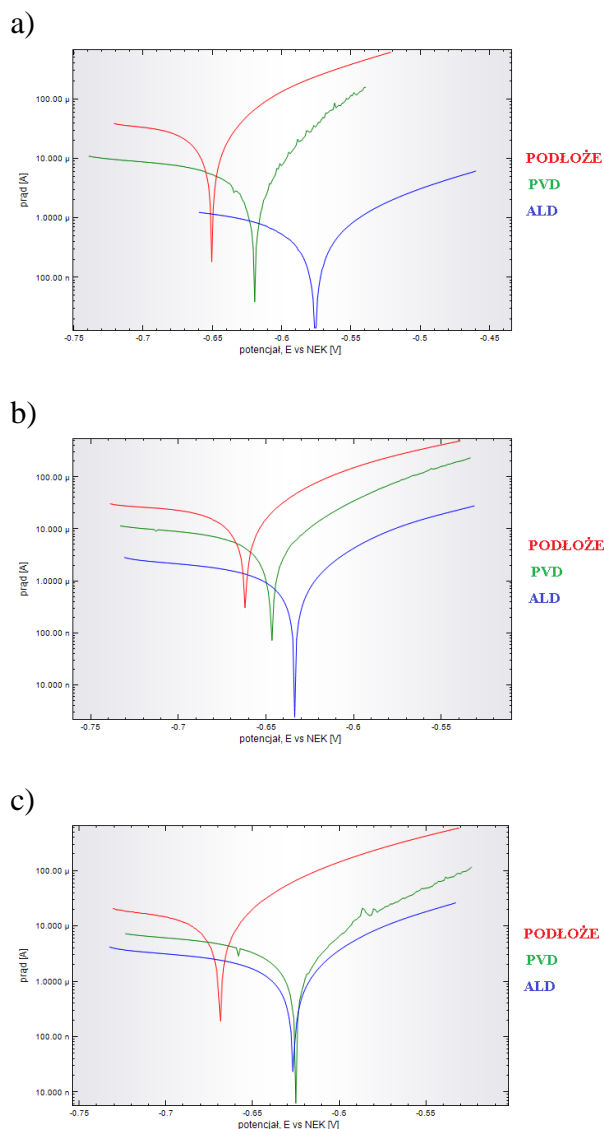 a)
100.00 µ
10.000 µ
1.0000 µ
100.00 n
prąd [A]
-0.75
-0.7
-0.65
-0.6
-0.55
-0.5
-0.45
potencjał, E vs NEK [V]
PODŁOŻE
PVD
ALD
b)
100.00 µ
10.000 µ
1.0000 µ
100.00 n
10.000 n
prąd [A]
-0.75
-0.7
-0.65
-0.6
-0.55
potencjał, E vs NEK [V]
PODŁOŻE
PVD
ALD
c)
100.00 µ
10.000 µ
1.0000 µ
100.00 n
10.000 n
prąd [A]
-0.75
-0.7
-0.65
-0.6
-0.55
potencjał, E vs NEK [V]
PODŁOŻE
PVD
ALD